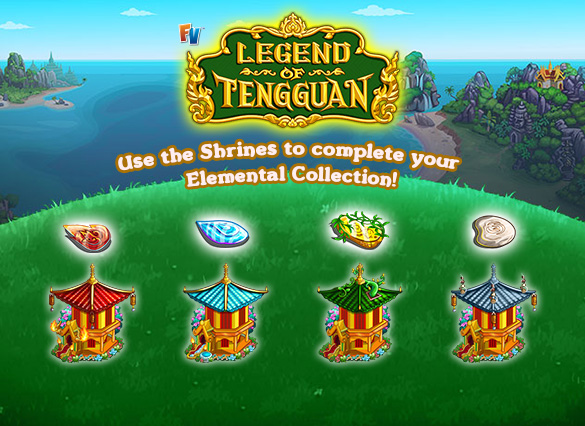 FV
LEGEND
OF
TENGGUAN
Use the Shrines to complete your
Elemental Collection!